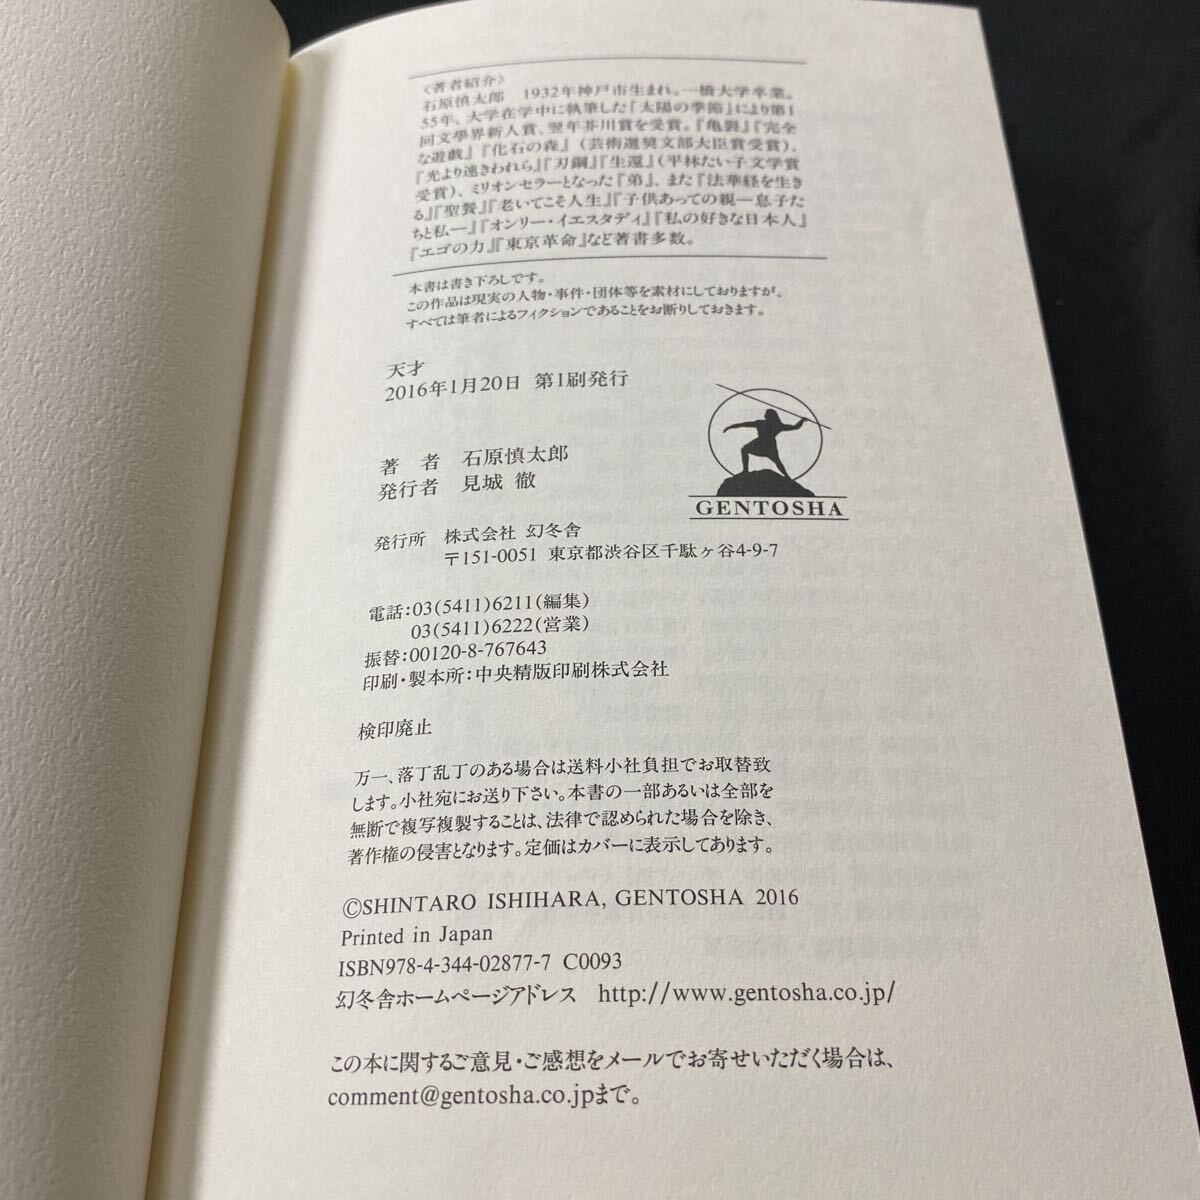 〈著者紹介〉
石原慎太郎　1932年神戸市生まれ。一橋大学卒業。
55年、大学在学中に執筆した「太陽の季節」により第1
回文學界新人賞、翌年芥川賞を受賞。『亀裂』『完全
な遊戯』『化石の森』（芸術選奨文部大臣賞受賞）、
『光より速きわれら』『刃鋼』『生還』（平林たい子文学賞
受賞）、ミリオンセラーとなった『弟』、また『法華経を生き
る』『聖餐』『老いてこそ人生』『子供あっての親―息子た
ちと私―』『オンリー・イエスタディ』『私の好きな日本人』
『エゴの力』『東京革命』など著書多数。
本書は書き下ろしです。
この作品は現実の人物・事件・団体等を素材にしておりますが、
すべては筆者によるフィクションであることをお断りしておきます。
天才
2016年1月20日 第1刷発行
著　者　石原慎太郎
発行者　見城 徹
GENTOSHA
発行所　株式会社 幻冬舎
〒151-0051 東京都渋谷区千駄ヶ谷4-9-7
電話：03(5411)6211(編集)
03(5411)6222(営業)
振替：00120-8-767643
印刷・製本所：中央精版印刷株式会社
検印廃止
万一、落丁乱丁のある場合は送料小社負担でお取替致
します。小社宛にお送り下さい。本書の一部あるいは全部を
無断で複写複製することは、法律で認められた場合を除き、
著作権の侵害となります。定価はカバーに表示してあります。
©SHINTARO ISHIHARA, GENTOSHA 2016
Printed in Japan
ISBN978-4-344-02877-7 C0093
幻冬舎ホームページアドレス　http://www.gentosha.co.jp/
この本に関するご意見・ご感想をメールでお寄せいただく場合は、
comment@gentosha.co.jpまで。